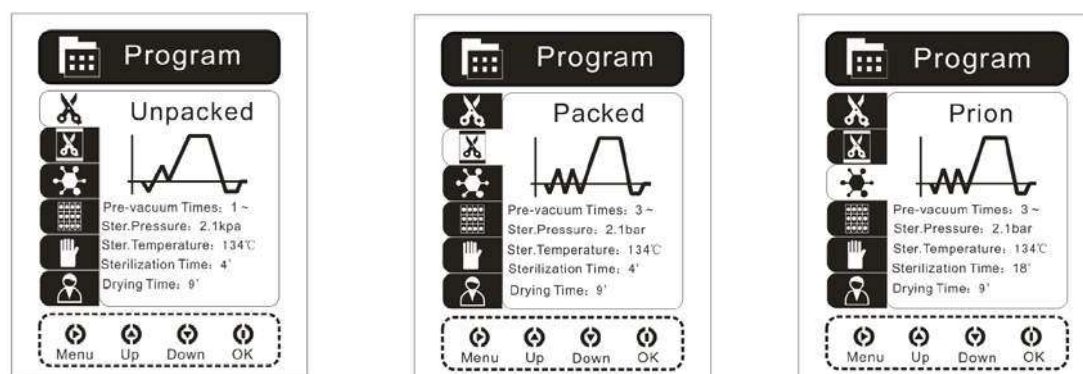 Program
Unpacked
Pre-vacuum Times: 1~
Ster.Pressure: 2.1kpa
Ster.Temperature: 134℃
Sterilization Time: 4'
Drying Time: 9'
Menu Up Down OK
Program
Packed
Pre-vacuum Times: 3~
Ster.Pressure: 2.1bar
Ster.Temperature: 134℃
Sterilization Time: 4'
Drying Time: 9'
Menu Up Down OK
Program
Prion
Pre-vacuum Times: 3~
Ster.Pressure: 2.1bar
Ster.Temperature: 134℃
Sterilization Time: 18'
Drying Time: 9'
Menu Up Down OK